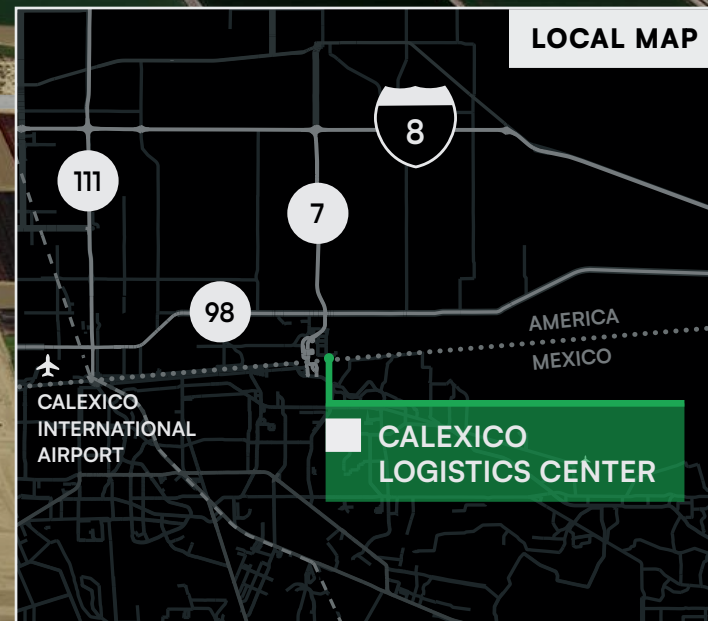 LOCAL MAP
8
111
7
98
AMERICA
MEXICO
CALEXICO
INTERNATIONAL
AIRPORT
CALEXICO
LOGISTICS CENTER